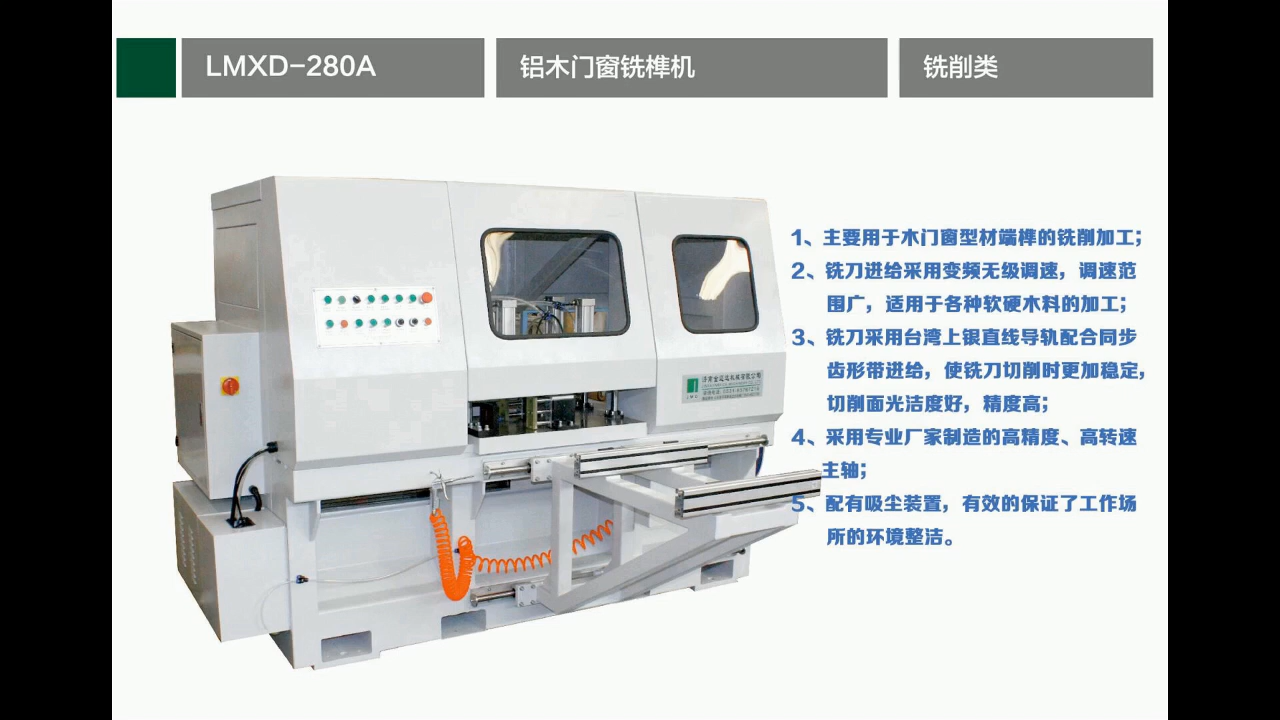 LMXD-280A
铝木门窗铣榫机
铣削类
1、主要用于木门窗型材端榫的铣削加工；
2、铣刀进给采用变频无级调速，调速范
围广，适用于各种软硬木料的加工；
3、铣刀采用台湾上银直线导轨配合同步
齿形带进给，使铣刀切削时更加稳定，
切削面光洁度好，精度高；
4、采用专业厂家制造的高精度、高转速
主轴；
5、配有吸尘装置，有效的保证了工作场
所的环境整洁。